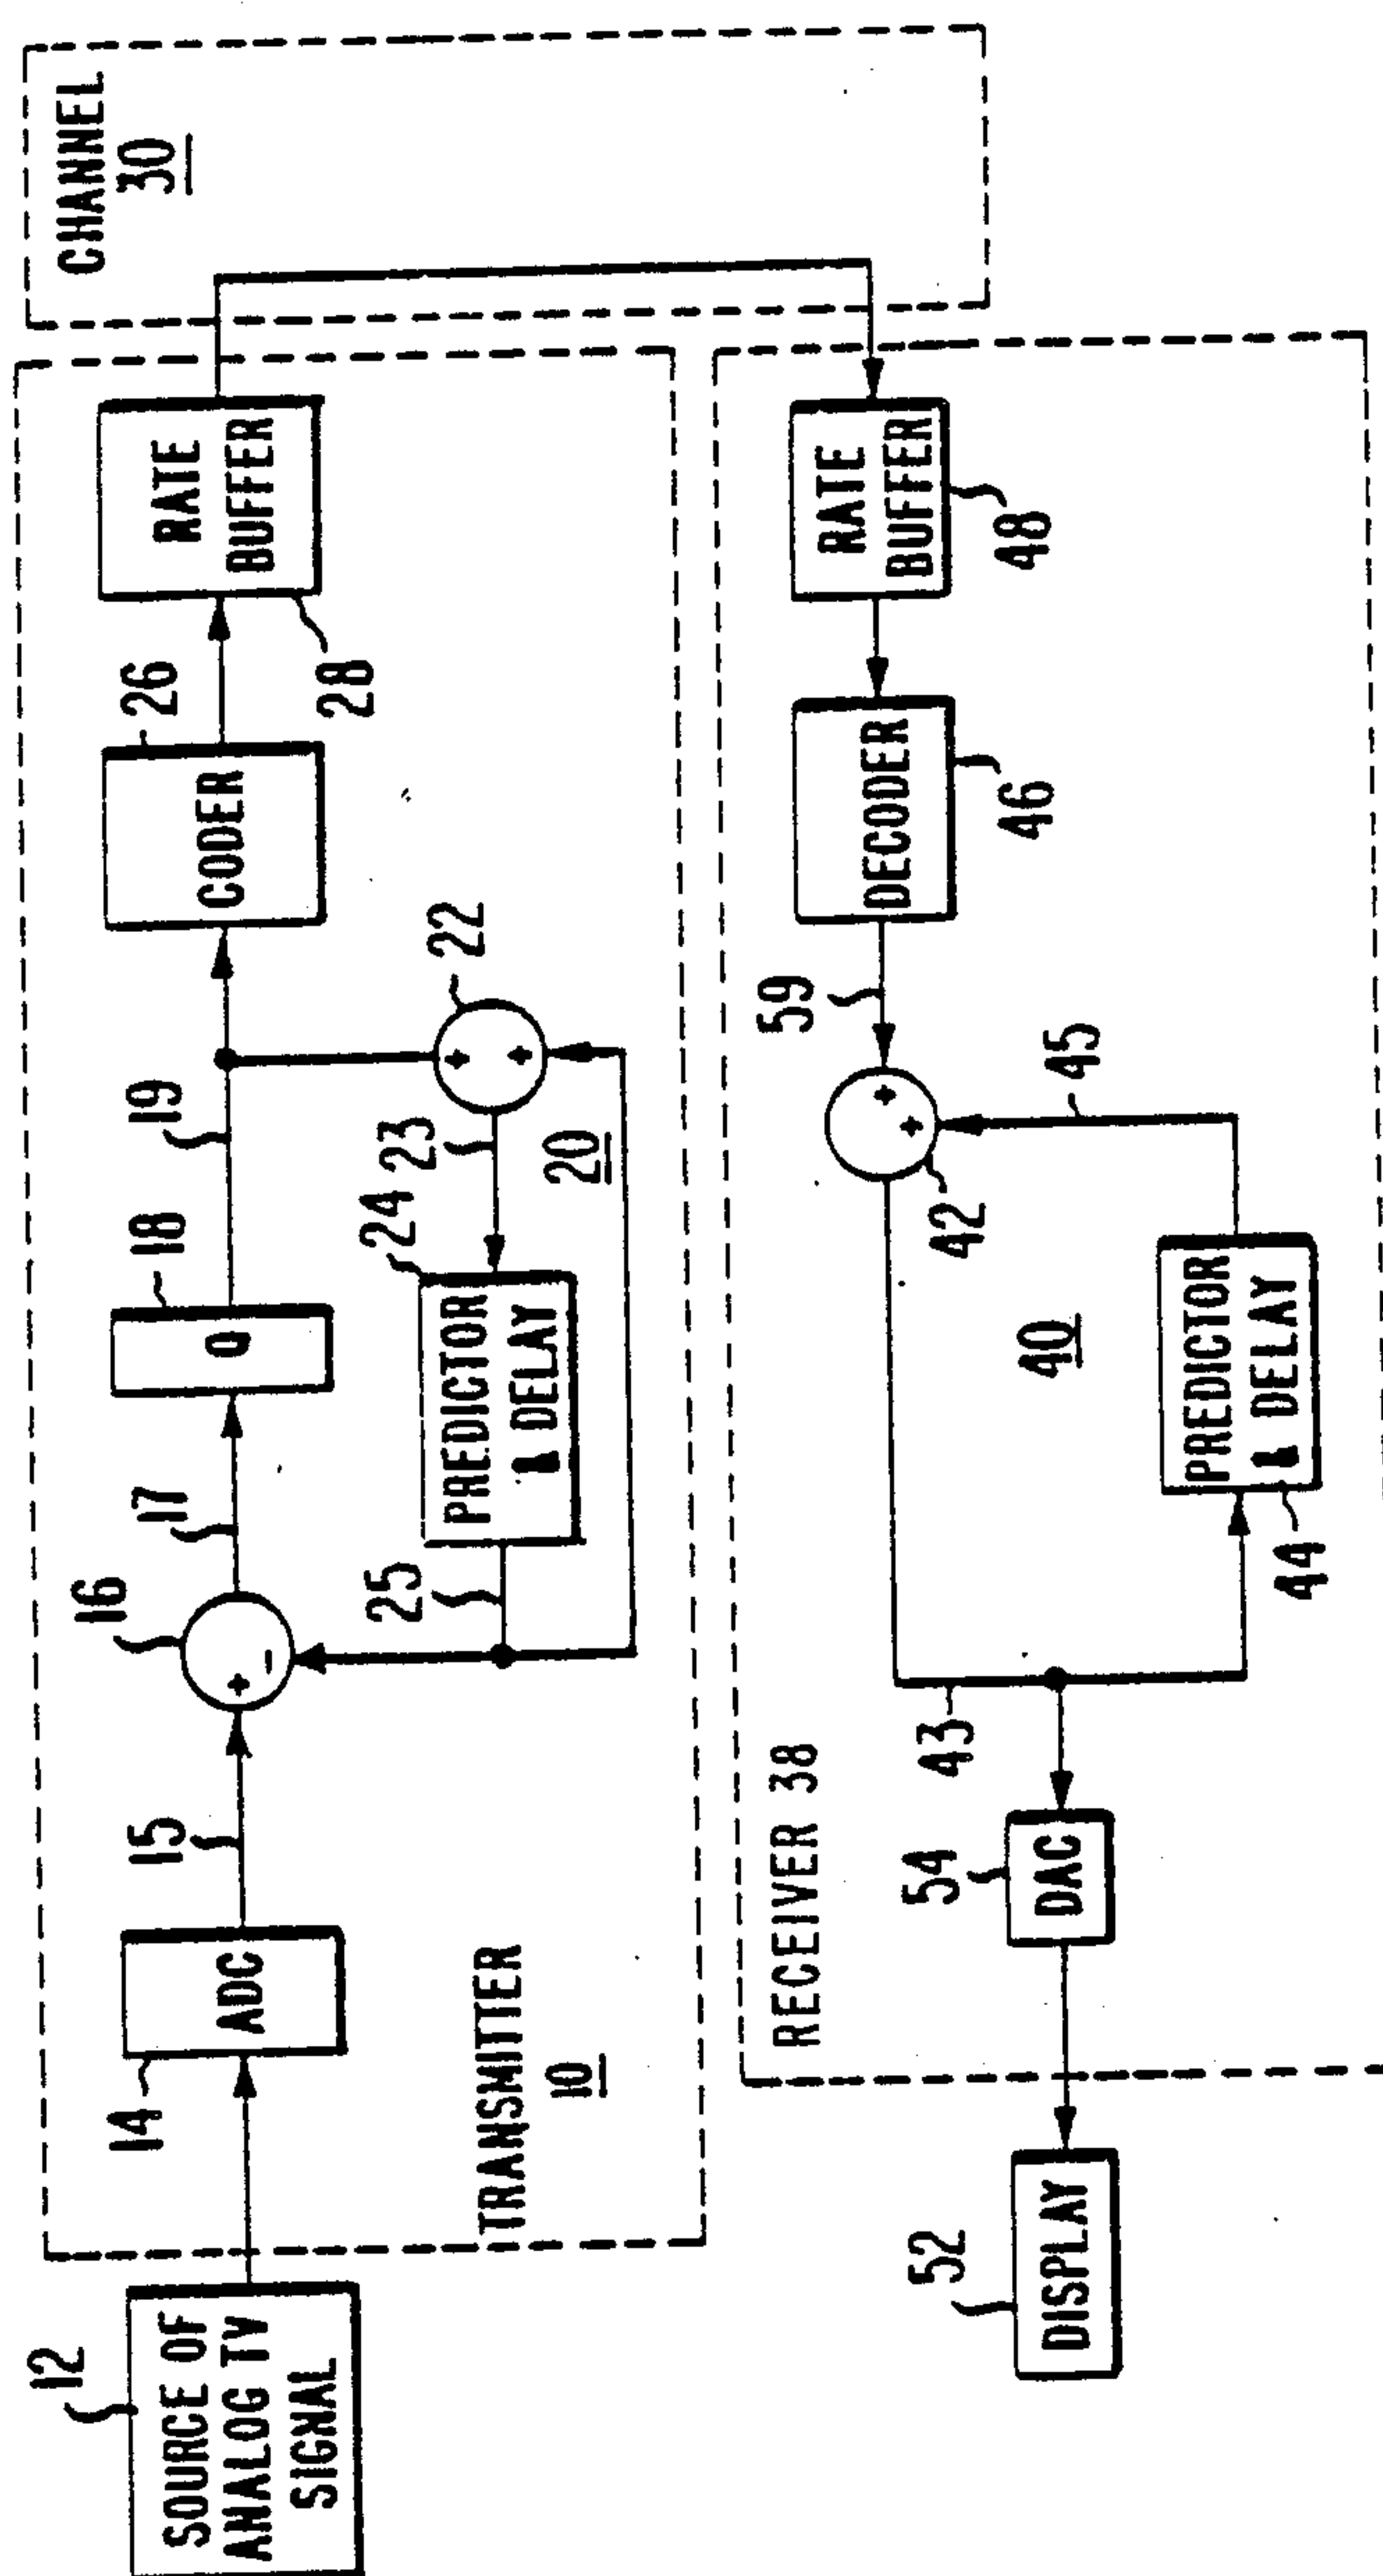 12
SOURCE OF
ANALOG TV
SIGNAL
14
ADC
15
16
+
-
17
18
Q
19
26
CODER
RATE
BUFFER
28
22
+
+
23
24
PREDICTOR
& DELAY
25
20
TRANSMITTER
10
CHANNEL
30
RECEIVER 38
RATE
BUFFER
48
DECODER
46
59
+
+
42
45
40
PREDICTOR
& DELAY
44
43
54
DAC
52
DISPLAY